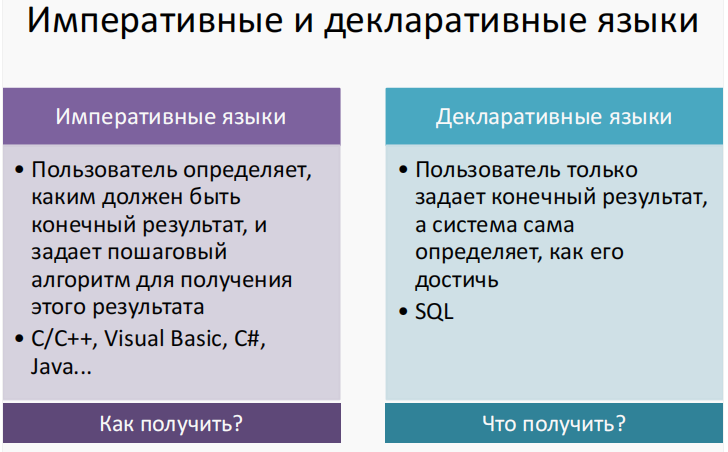 Императивные и декларативные языки
Императивные языки
• Пользователь определяет,
каким должен быть
конечный результат, и
задает пошаговый
алгоритм для получения
этого результата
• C/C++, Visual Basic, C#,
Java...
Как получить?
Декларативные языки
• Пользователь только
задает конечный результат,
а система сама
определяет, как его
достичь
• SQL
Что получить?